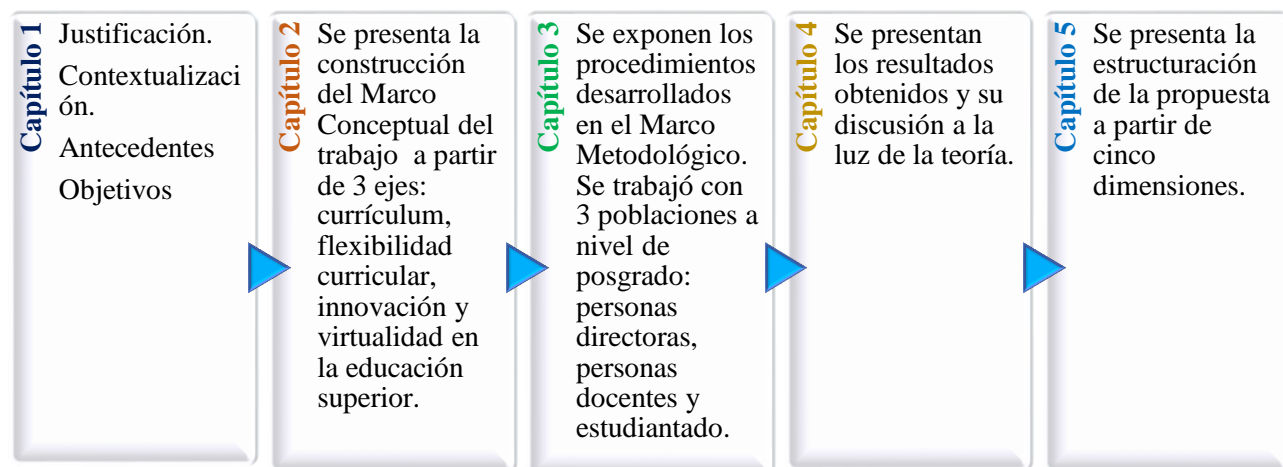 Capítulo 1
Justificación.
Contextualizaci
ón.
Antecedentes
Objetivos
Capítulo 2
Se presenta la
construcción
del Marco
Conceptual del
trabajo a partir
de 3 ejes:
currículum,
flexibilidad
curricular,
innovación y
virtualidad en
la educación
superior.
Capítulo 3
Se exponen los
procedimientos
desarrollados
en el Marco
Metodológico.
Se trabajó con
3 poblaciones a
nivel de
posgrado:
personas
directoras,
personas
docentes y
estudiantado.
Capítulo 4
Se presentan
los resultados
obtenidos y su
discusión a la
luz de la teoría.
Capítulo 5
Se presenta la
estructuración
de la propuesta
a partir de
cinco
dimensiones.